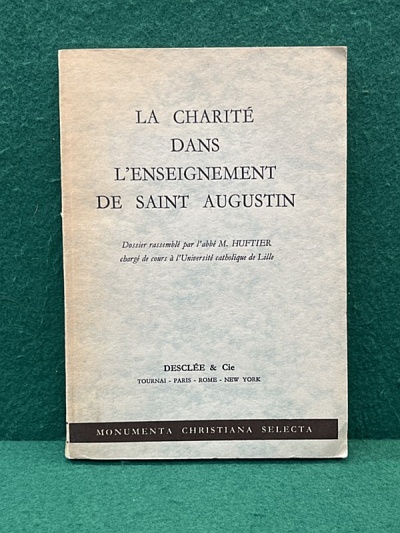 LA CHARITÉ
DANS
L'ENSEIGNEMENT
DE SAINT AUGUSTIN
Dossier rassemblé par l'abbé M. HUFTIER
chargé de cours à l'Université catholique de Lille
DESCLÉE & Cie
TOURNAI - PARIS - ROME - NEW YORK
MONUMENTA CHRISTIANA SELECTA